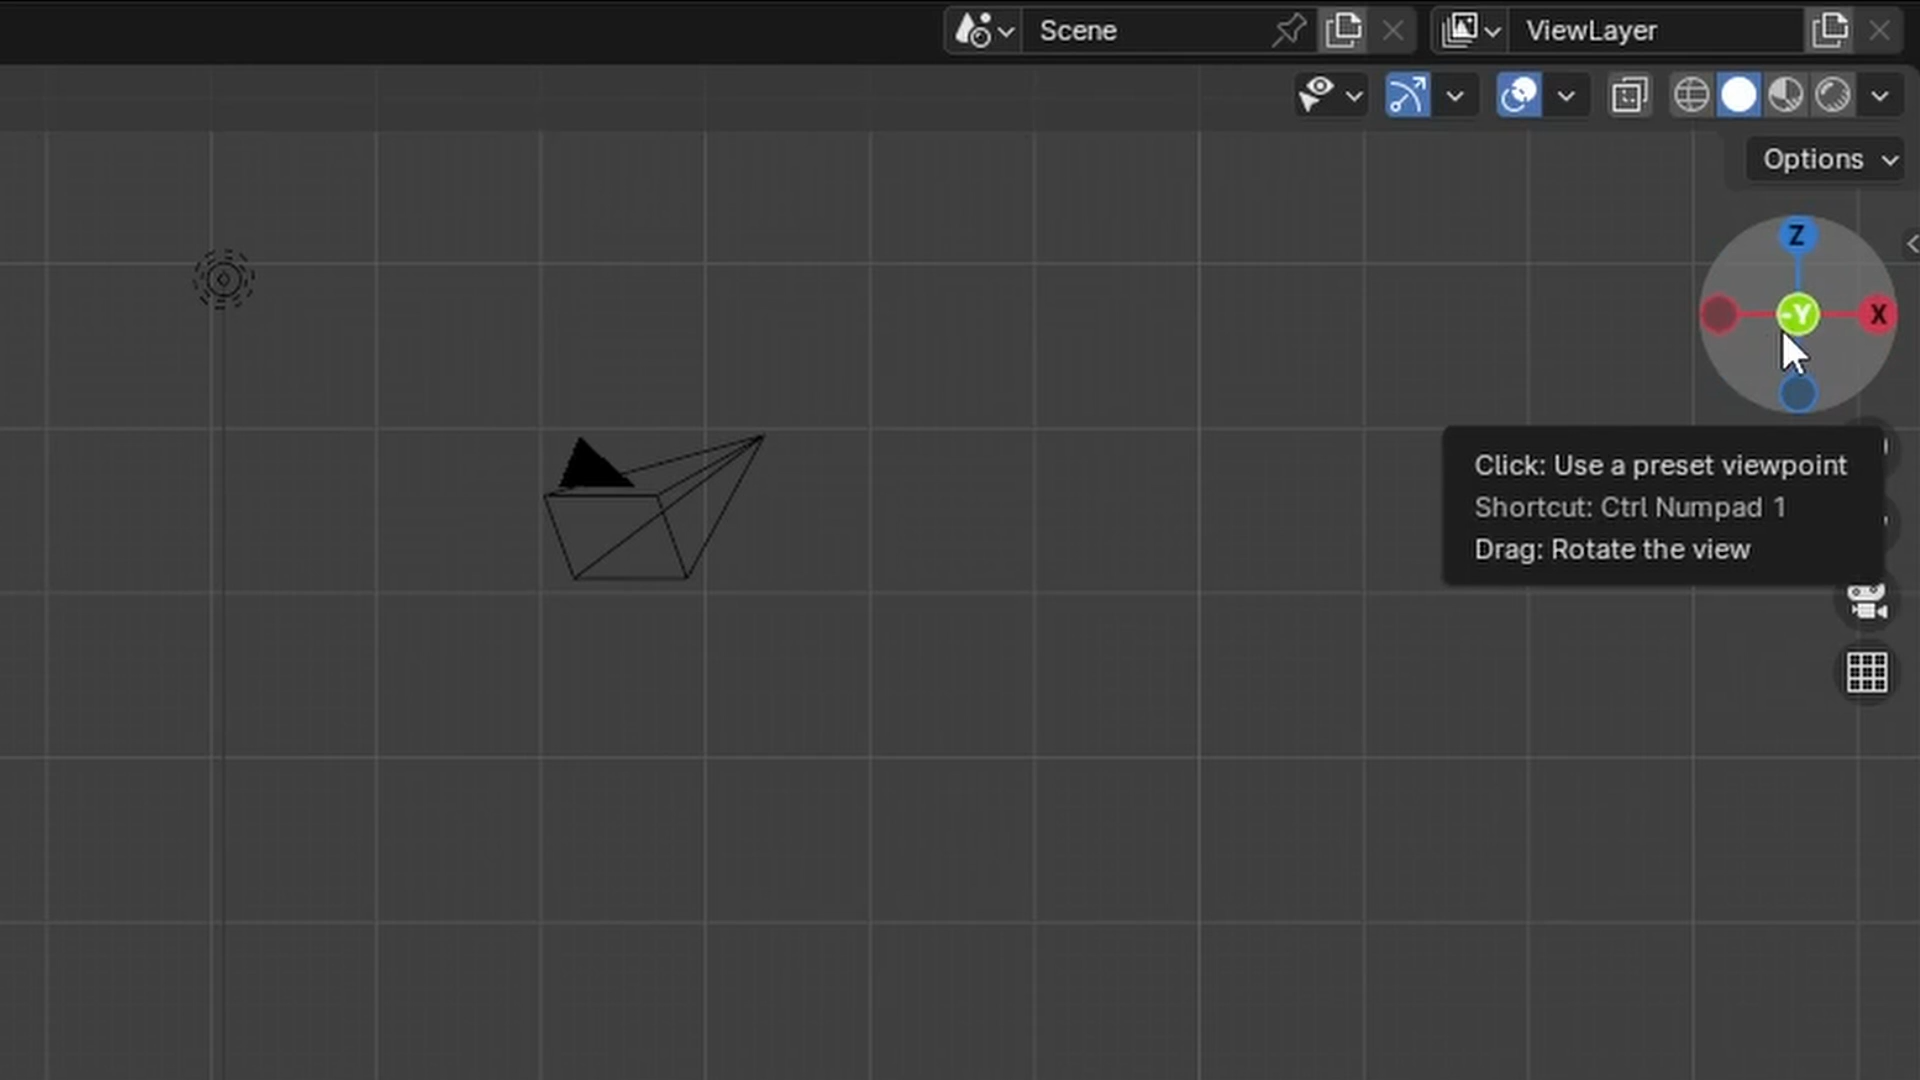 Scene
ViewLayer
Options
Z
-Y
X
Click: Use a preset viewpoint
Shortcut: Ctrl Numpad 1
Drag: Rotate the view